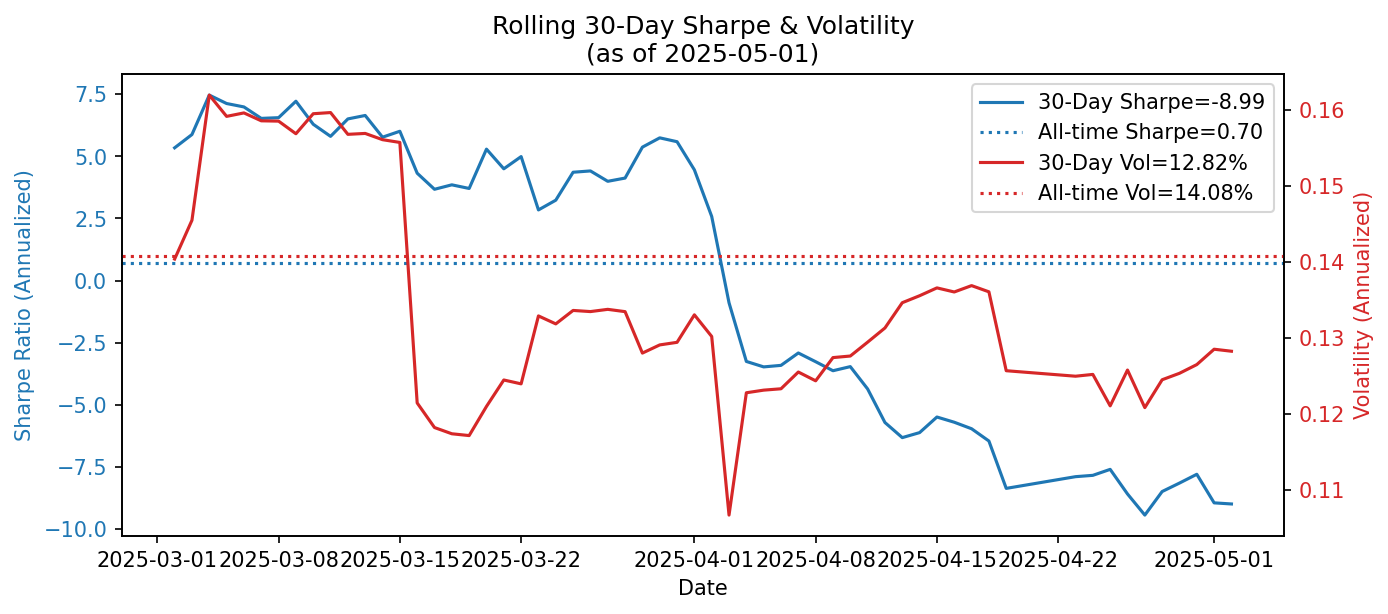 Rolling 30-Day Sharpe & Volatility
(as of 2025-05-01)
30-Day Sharpe=-8.99
All-time Sharpe=0.70
30-Day Vol=12.82%
All-time Vol=14.08%
Sharpe Ratio (Annualized)
7.5
5.0
2.5
0.0
−2.5
−5.0
−7.5
−10.0
Volatility (Annualized)
0.16
0.15
0.14
0.13
0.12
0.11
2025-03-01 2025-03-08 2025-03-15 2025-03-22 2025-04-01 2025-04-08 2025-04-15 2025-04-22 2025-05-01
Date